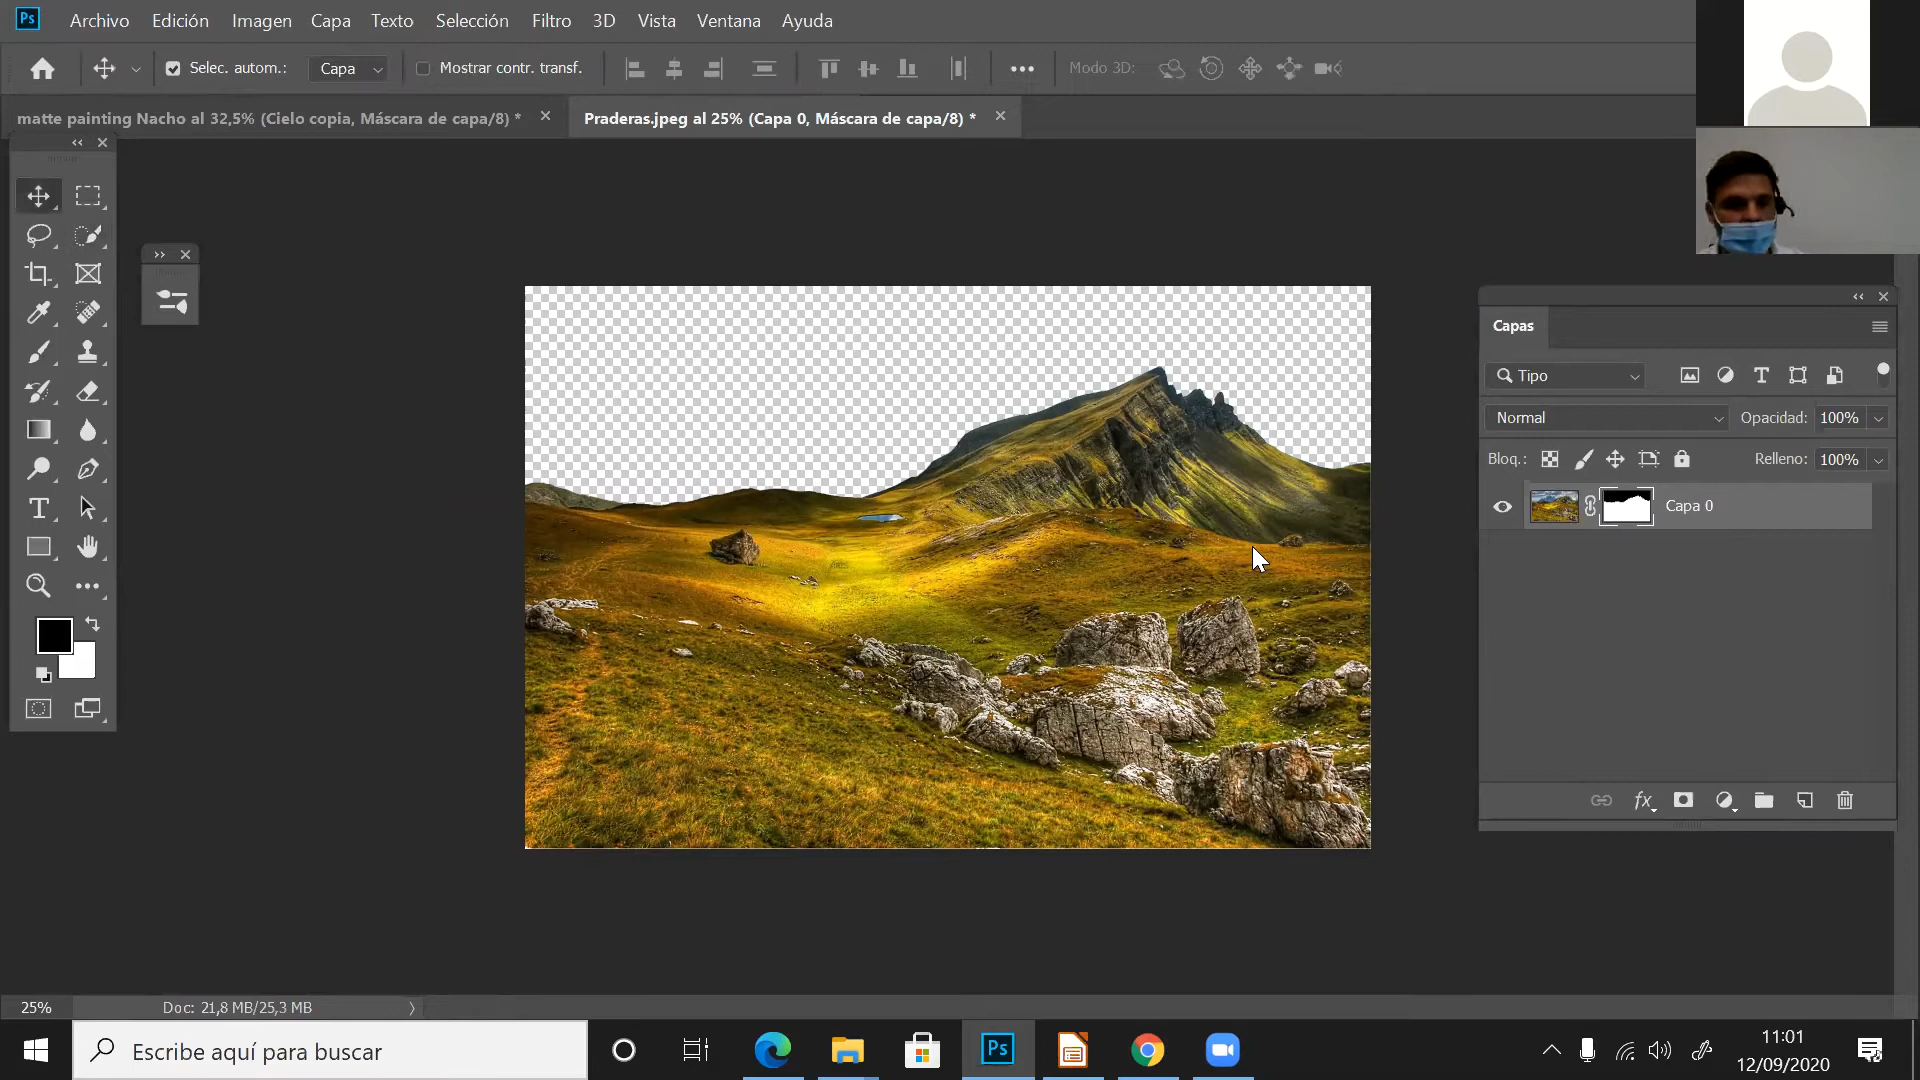 Ps Archivo Edición Imagen Capa Texto Selección Filtro 3D Vista Ventana Ayuda
Selec. autom.: Capa Mostrar contr. transf. Modo 3D:
matte painting Nacho al 32,5% (Cielo copia, Máscara de capa/8) * Praderas.jpeg al 25% (Capa 0, Máscara de capa/8) *
Capas
Tipo
Normal Opacidad: 100%
Bloq.: Relleno: 100%
Capa 0
25% Doc: 21,8 MB/25,3 MB
Escribe aquí para buscar
Ps
11:01
12/09/2020